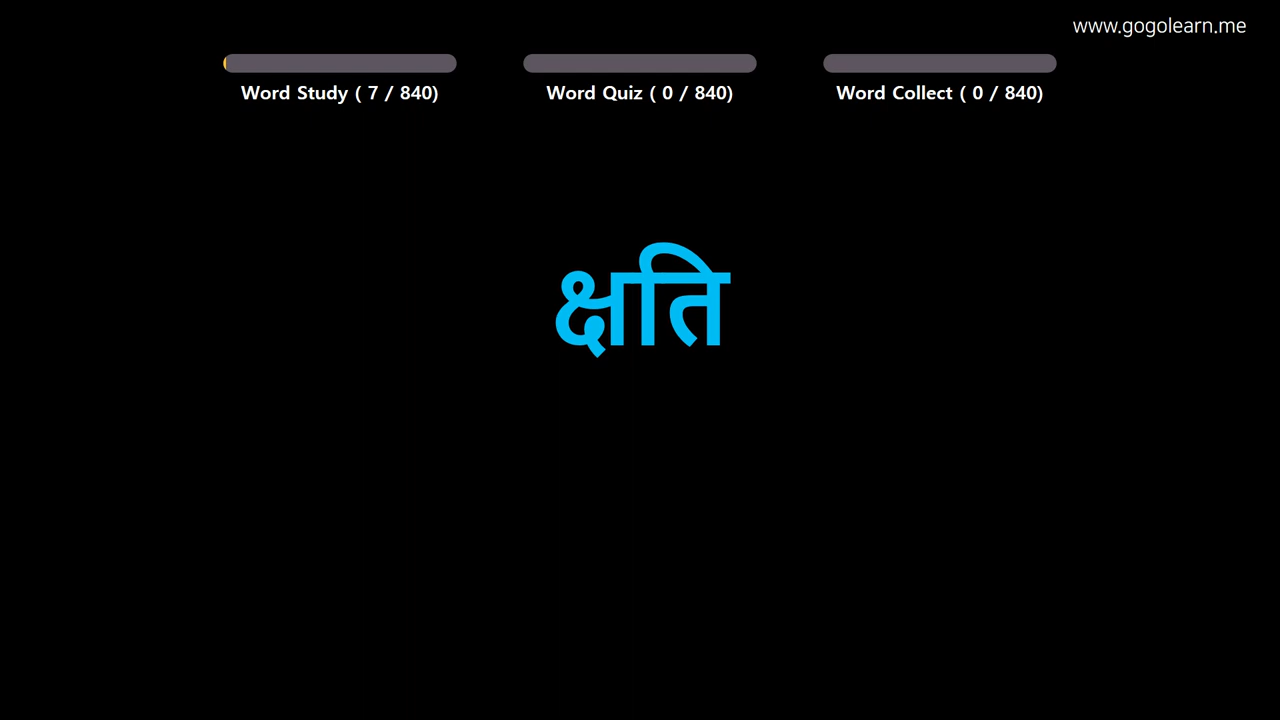 www.gogolearn.me
Word Study ( 7 / 840)
Word Quiz ( 0 / 840)
Word Collect ( 0 / 840)
क्षति